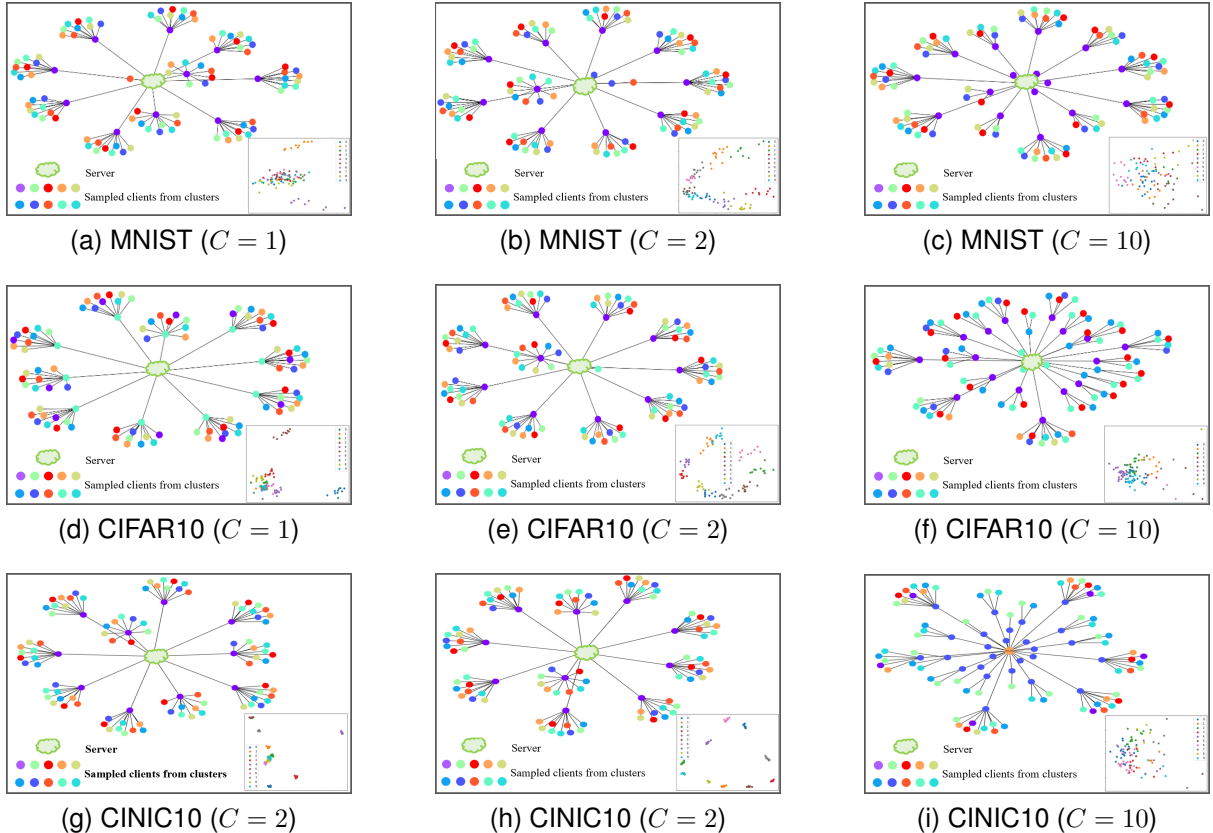 Server
Sampled clients from clusters
Server
Sampled clients from clusters
Server
Sampled clients from clusters
(a) MNIST (C = 1)
(b) MNIST (C = 2)
(c) MNIST (C = 10)
Server
Sampled clients from clusters
Server
Sampled clients from clusters
Server
Sampled clients from clusters
(d) CIFAR10 (C = 1)
(e) CIFAR10 (C = 2)
(f) CIFAR10 (C = 10)
Server
Sampled clients from clusters
Server
Sampled clients from clusters
Server
Sampled clients from clusters
(g) CINIC10 (C = 2)
(h) CINIC10 (C = 2)
(i) CINIC10 (C = 10)